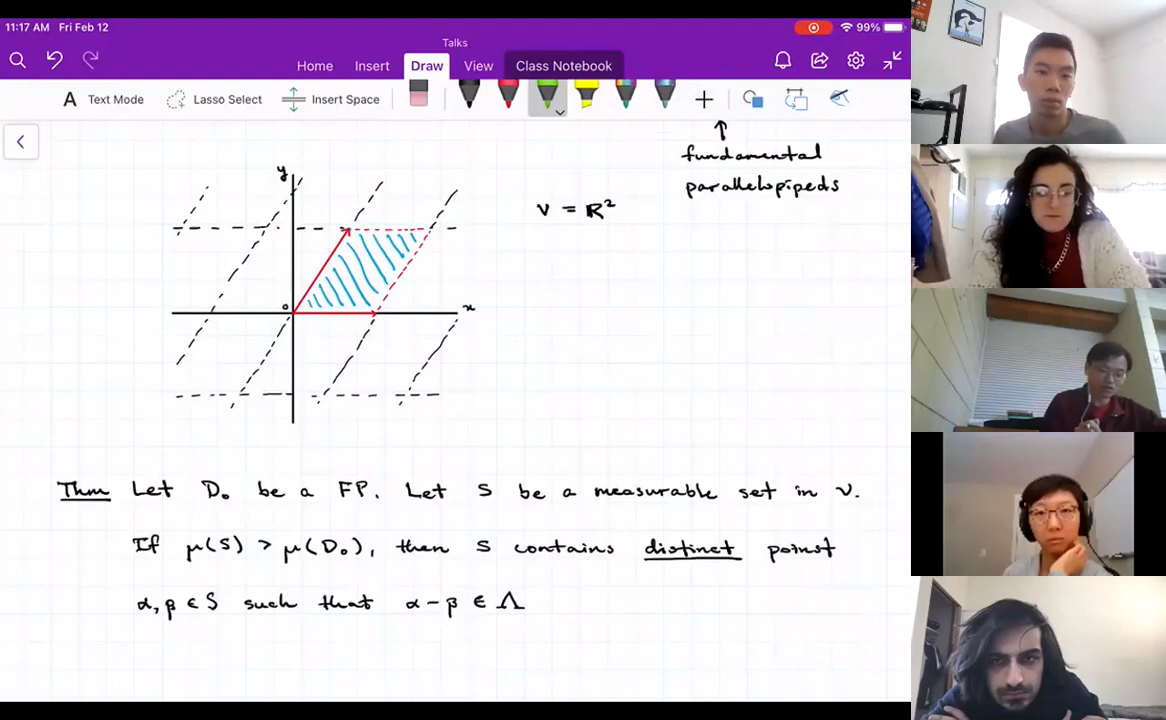 11:17 AM Fri Feb 12
99%
Talks
Home Insert Draw View Class Notebook
Text Mode Lasso Select Insert Space
fundamental
parallelopipeds
y
V = R²
0
x
Thm Let D₀ be a FP. Let S be a measurable set in V.
If μ(S) > μ(D₀), then S contains distinct poinst
α, β ∈ S such that α - β ∈ Λ